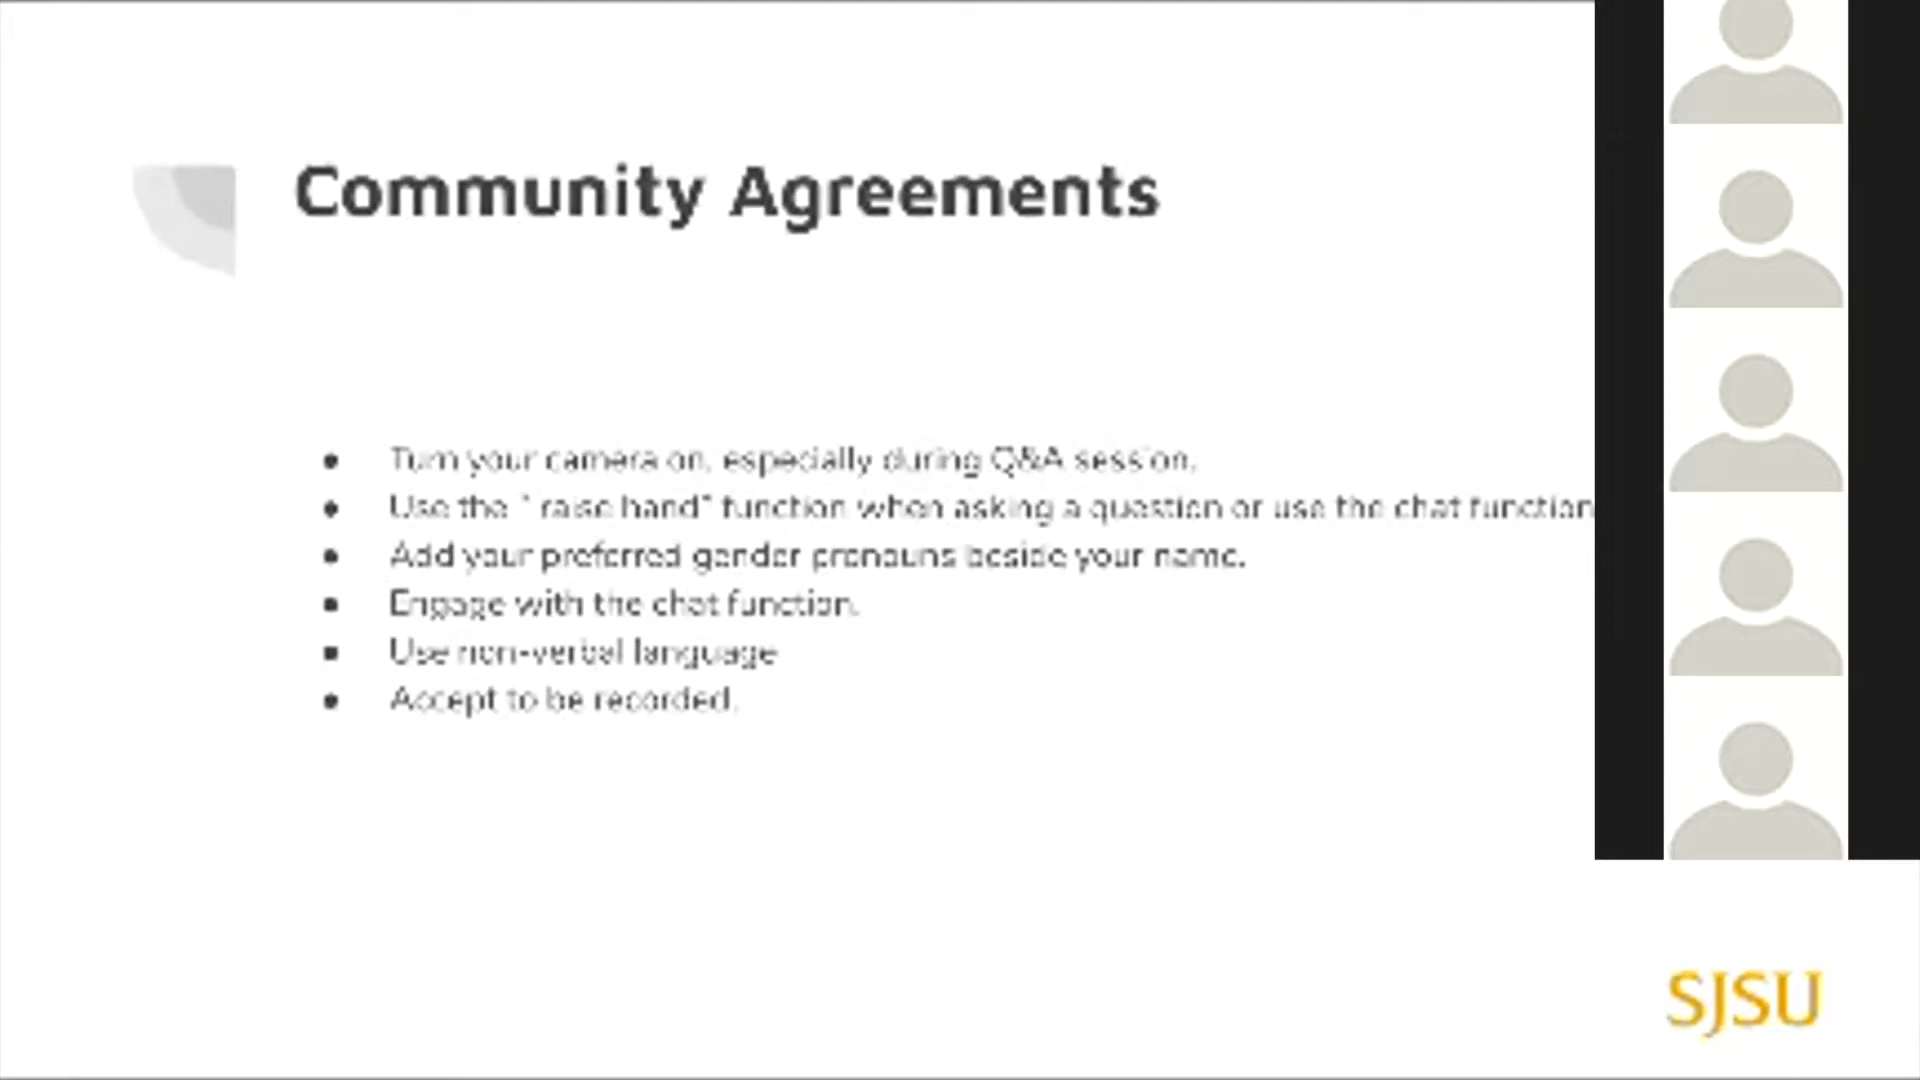 Community Agreements
● Turn your camera on, especially during Q&A session.
● Use the " raise hand" function when asking a question or use the chat function
● Add your preferred gender pronouns beside your name.
● Engage with the chat function.
● Use non-verbal language
● Accept to be recorded.
SJSU